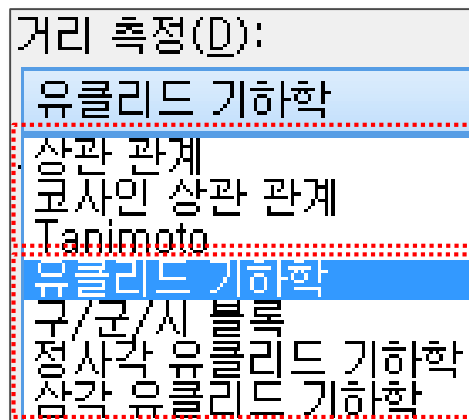 거리 측정(D):
유클리드 기하학
상관 관계
코사인 상관 관계
Tanimoto
유클리드 기하학
구/군/시 블록
정사각 유클리드 기하학
삼각 유클리드 기하학